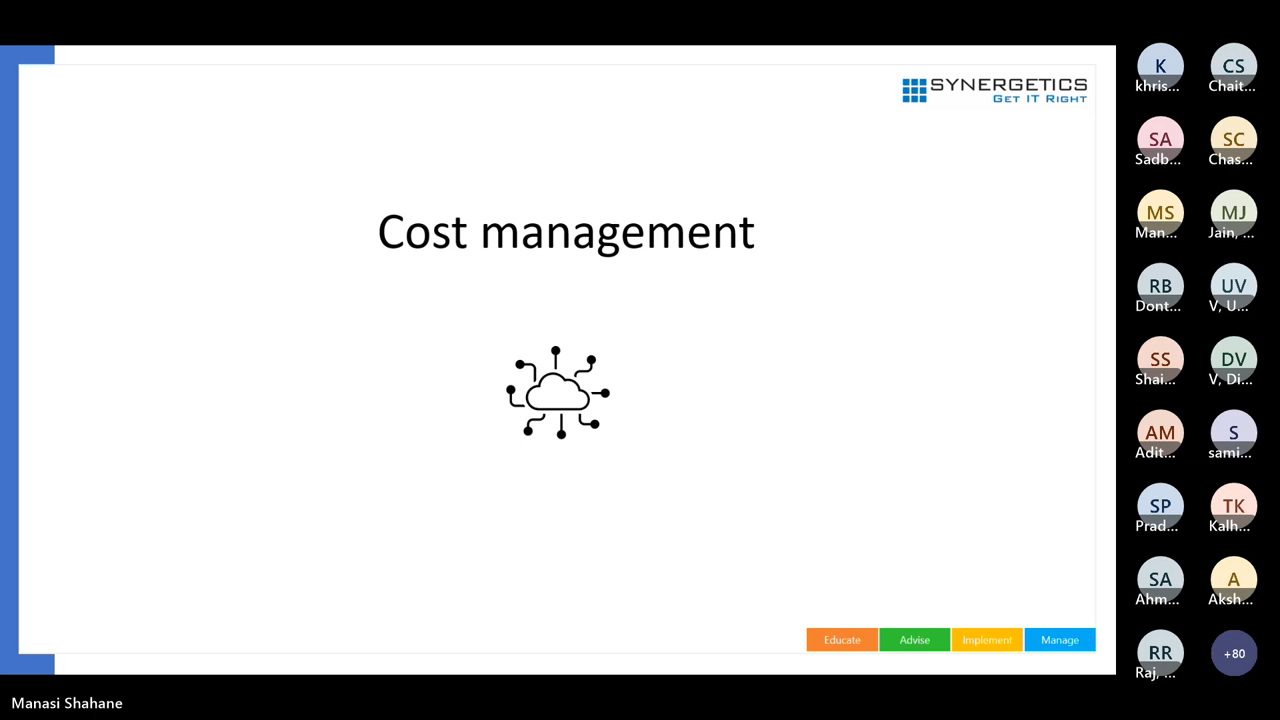 SYNERGETICS
GET IT RIGHT
Cost management
Educate
Advise
Implement
Manage
K
khris...
CS
Chait...
SA
Sadb...
SC
Chas...
MS
Man...
MJ
Jain, ...
RB
Dont...
UV
V, U...
SS
Shai...
DV
V, Di...
AM
Adit...
S
sami...
SP
Prad...
TK
Kalh...
SA
Ahm...
A
Aksh...
RR
Raj, ...
+80
Manasi Shahane